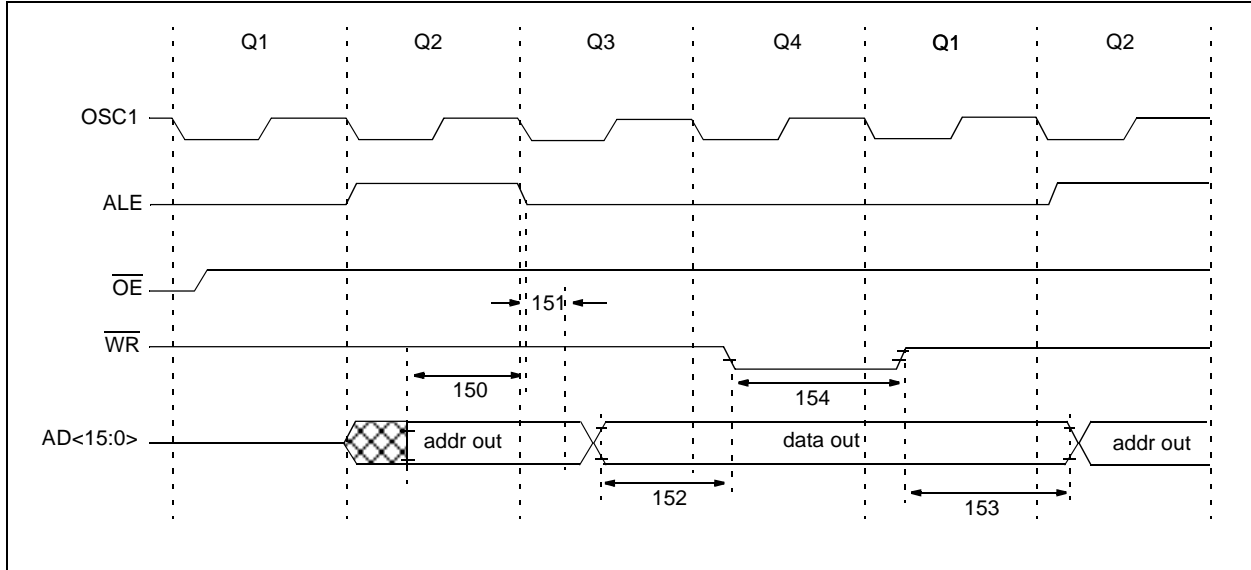 Q1 Q2 Q3 Q4 Q1 Q2
OSC1
ALE
OE
151
WR
150
154
AD<15:0>
addr out
data out
addr out
152
153